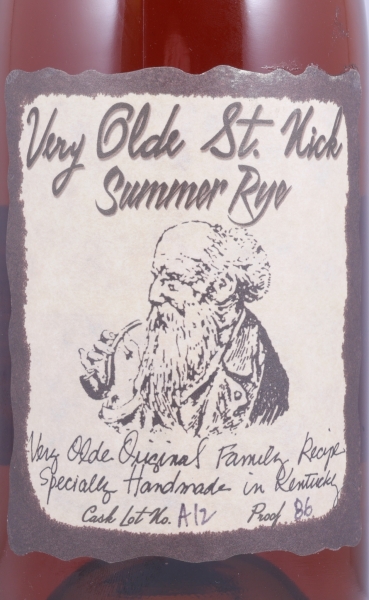 Very Olde St. Nick
Summer Rye
Very Olde Original Family Recipe
Specially Handmade in Kentucky
Cask Lot No. A12 Proof 86